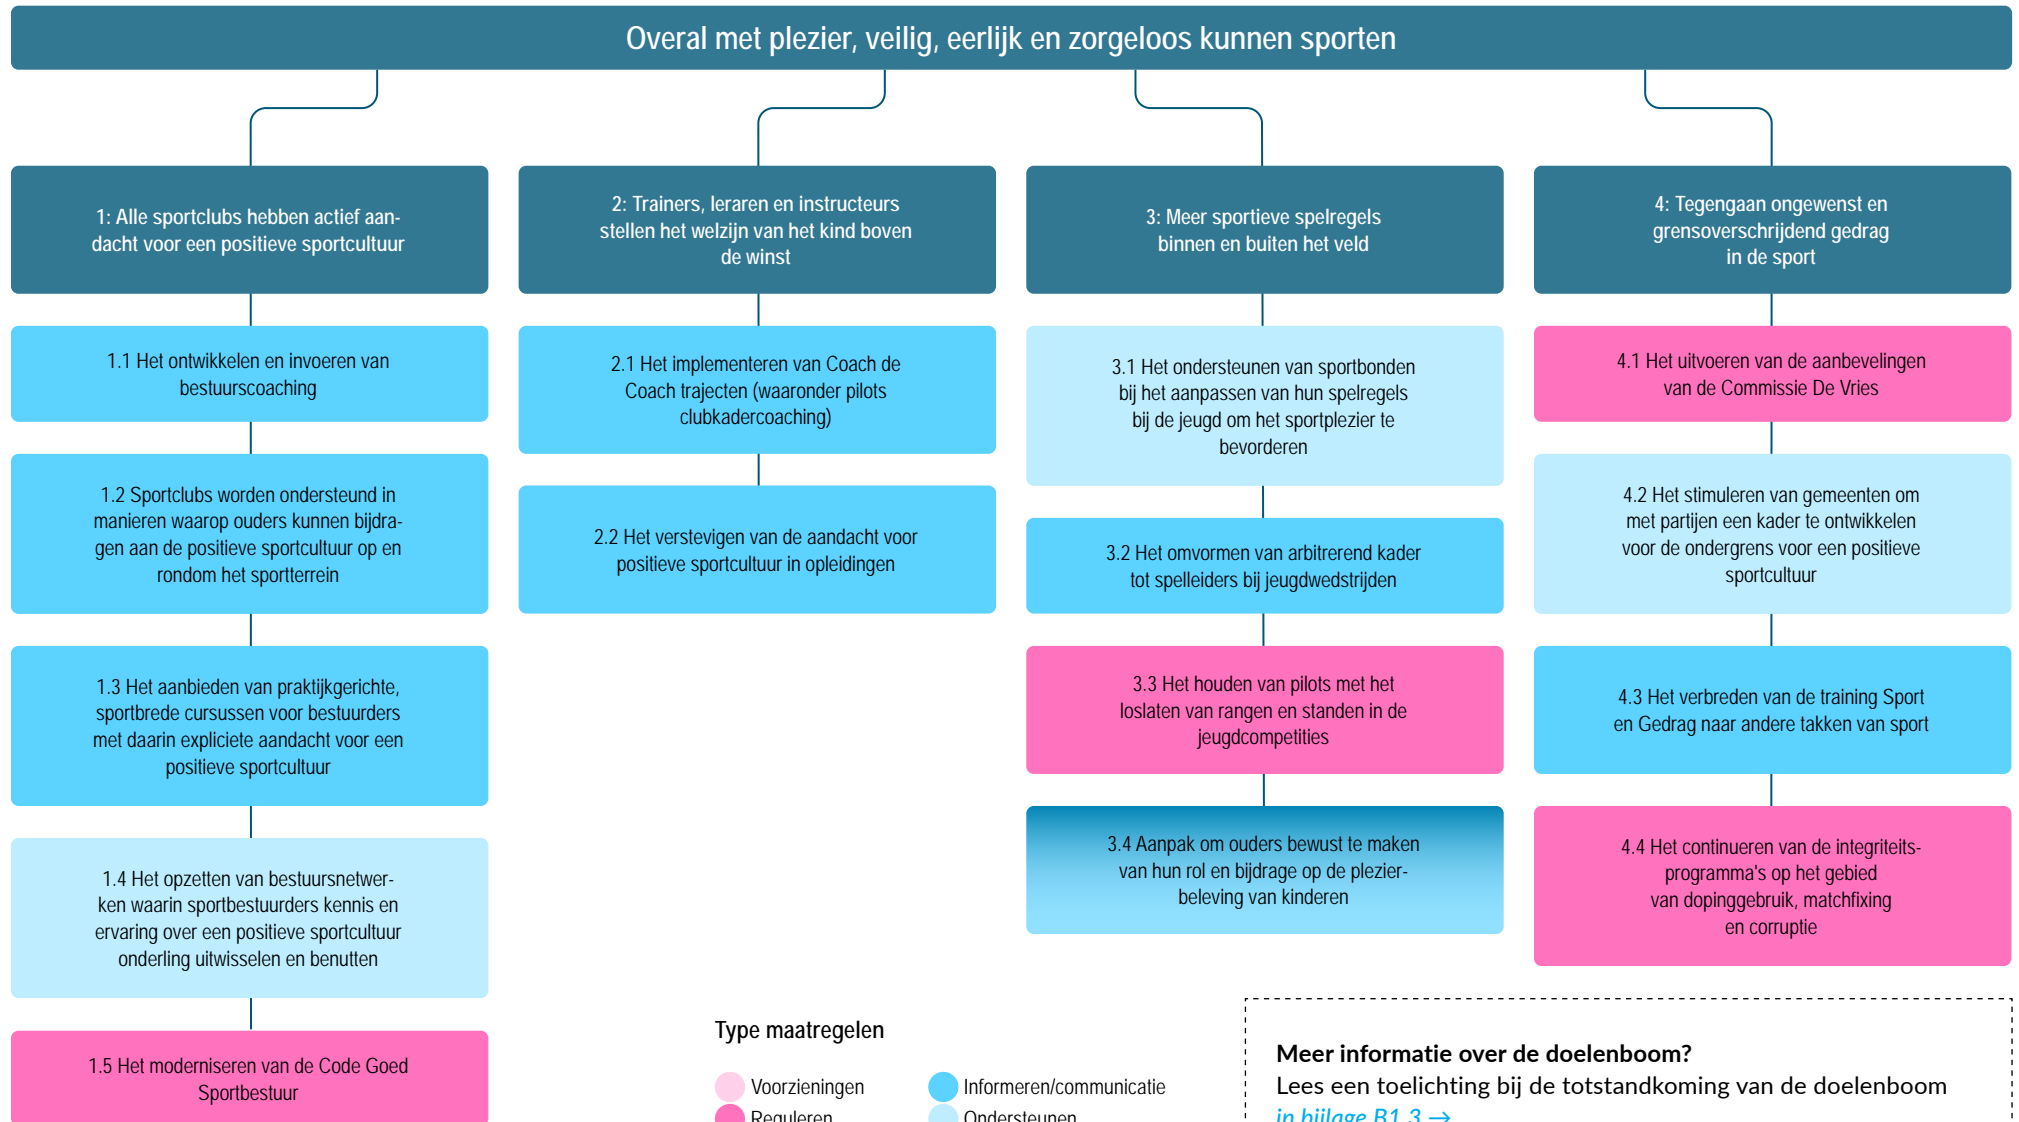 Overal met plezier, veilig, eerlijk en zorgeloos kunnen sporten
1: Alle sportclubs hebben actief aan-
dacht voor een positieve sportcultuur
1.1 Het ontwikkelen en invoeren van
bestuurscoaching
1.2 Sportclubs worden ondersteund in
manieren waarop ouders kunnen bijdra-
gen aan de positieve sportcultuur op en
rondom het sportterrein
1.3 Het aanbieden van praktijkgerichte,
sportbrede cursussen voor bestuurders
met daarin expliciete aandacht voor een
positieve sportcultuur
1.4 Het opzetten van bestuursnetwer-
ken waarin sportbestuurders kennis en
ervaring over een positieve sportcultuur
onderling uitwisselen en benutten
1.5 Het moderniseren van de Code Goed
Sportbestuur
2: Trainers, leraren en instructeurs
stellen het welzijn van het kind boven
de winst
2.1 Het implementeren van Coach de
Coach trajecten (waaronder pilots
clubkadercoaching)
2.2 Het verstevigen van de aandacht voor
positieve sportcultuur in opleidingen
3: Meer sportieve spelregels
binnen en buiten het veld
3.1 Het ondersteunen van sportbonden
bij het aanpassen van hun spelregels
bij de jeugd om het sportplezier te
bevorderen
3.2 Het omvormen van arbitrerend kader
tot spelleiders bij jeugdwedstrijden
3.3 Het houden van pilots met het
loslaten van rangen en standen in de
jeugdcompetities
3.4 Aanpak om ouders bewust te maken
van hun rol en bijdrage op de plezier-
beleving van kinderen
4: Tegengaan ongewenst en
grensoverschrijdend gedrag
in de sport
4.1 Het uitvoeren van de aanbevelingen
van de Commissie De Vries
4.2 Het stimuleren van gemeenten om
met partijen een kader te ontwikkelen
voor de ondergrens voor een positieve
sportcultuur
4.3 Het verbreden van de training Sport
en Gedrag naar andere takken van sport
4.4 Het continueren van de integriteits-
programma's op het gebied
van dopinggebruik, matchfixing
en corruptie
Type maatregelen
Voorzieningen
Reguleren
Informeren/communicatie
Ondersteunen
Meer informatie over de doelenboom?
Lees een toelichting bij de totstandkoming van de doelenboom
in bijlage B1.3 →